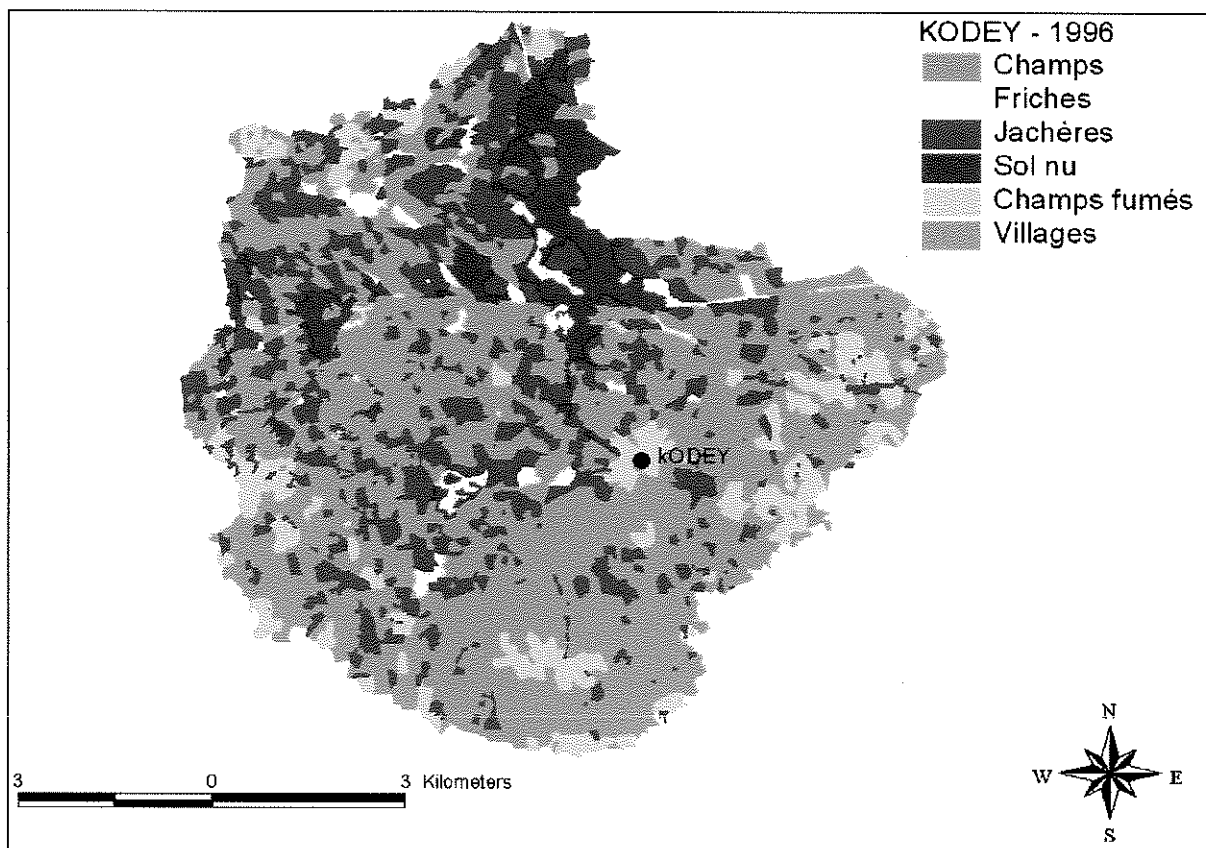 KODEY - 1996
Champs
Friches
Jachères
Sol nu
Champs fumés
Villages
kODEY
3 0 3 Kilometers
N
W E
S